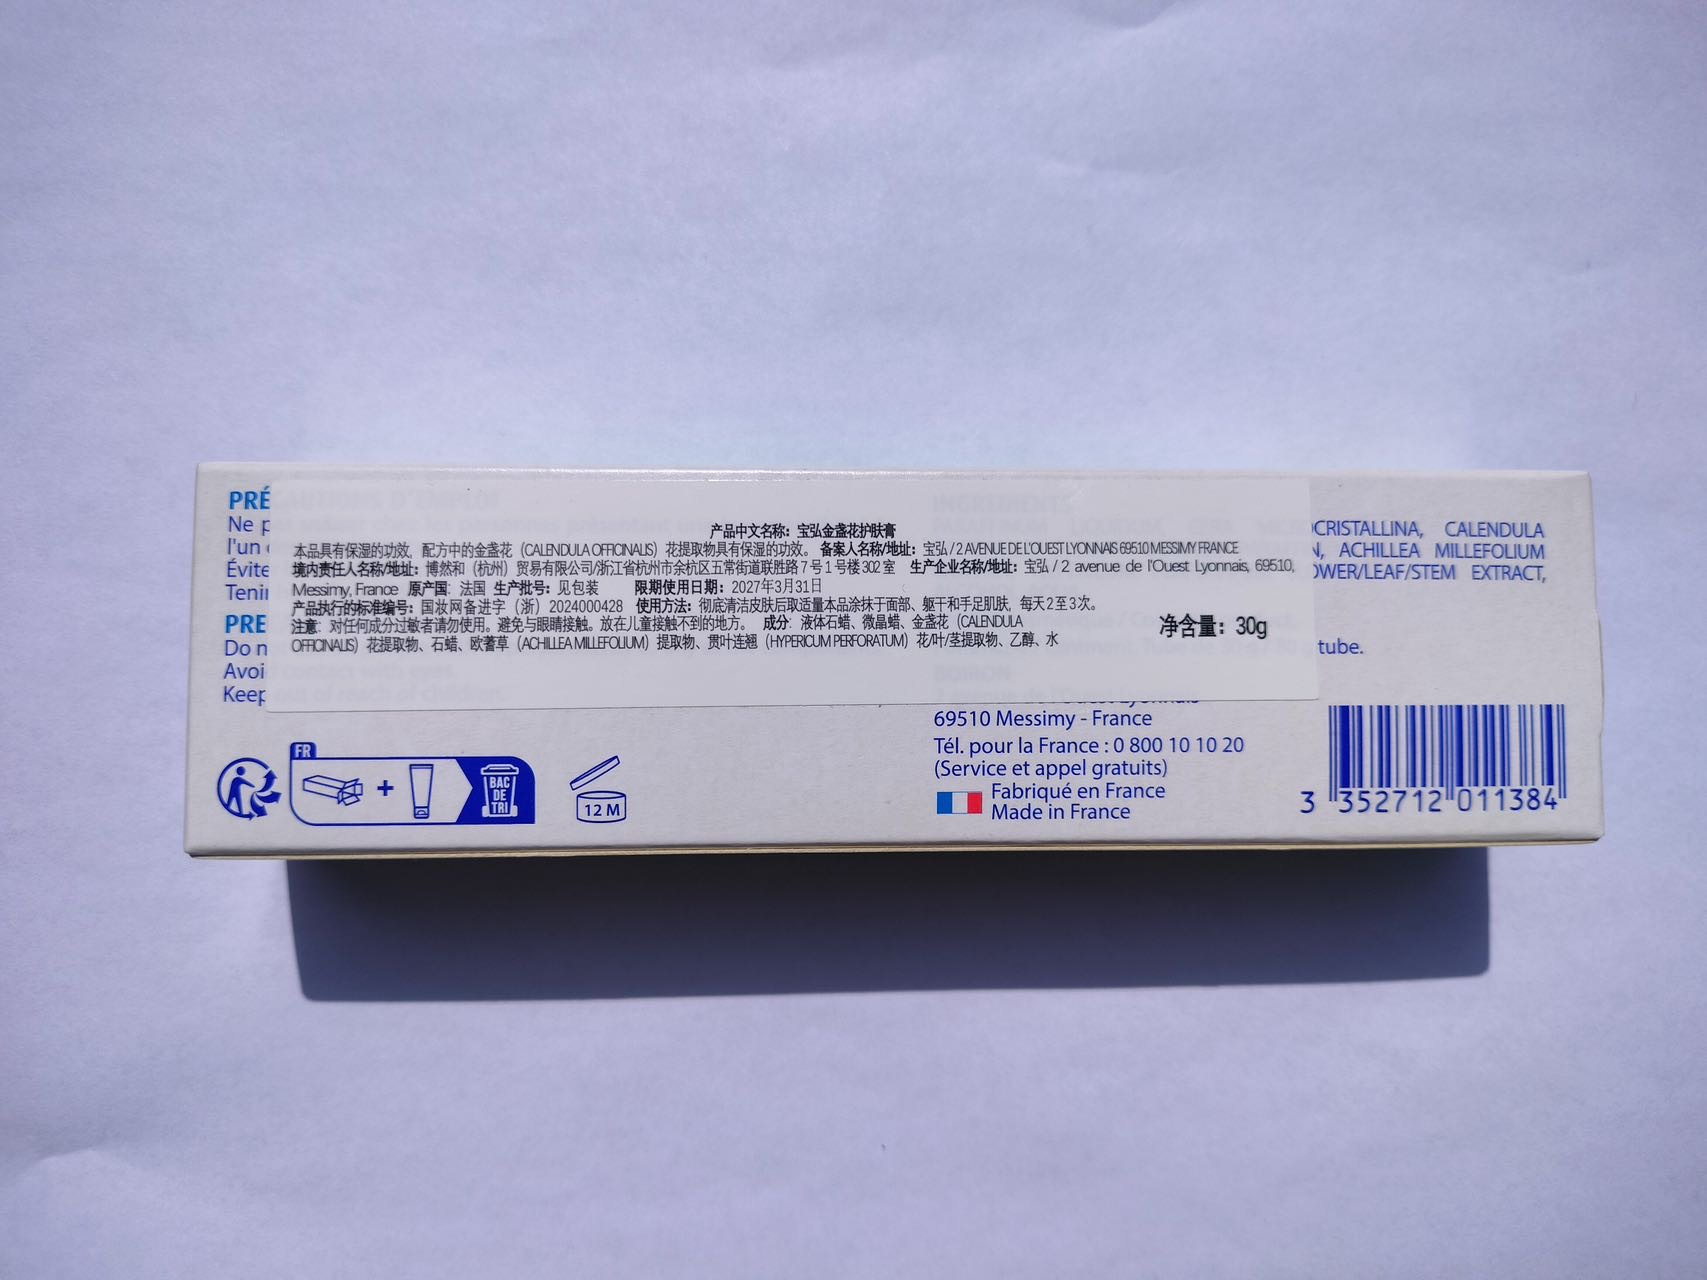 PRÉ
Ne p
l'un
Évite
Tenir
PRE
Do n
Avoi
Keep
产品中文名称：宝弘金盏花护肤膏
本品具有保湿的功效，配方中的金盏花（CALENDULA OFFICINALIS）花提取物具有保湿的功效。备案人名称/地址：宝弘 / 2 AVENUE DE L'OUEST LYONNAIS 69510 MESSIMY FRANCE
境内责任人名称/地址：博然和（杭州）贸易有限公司/浙江省杭州市余杭区五常街道联胜路 7 号 1 号楼 302 室 生产企业名称/地址：宝弘 / 2 avenue de l'Ouest Lyonnais, 69510,
Messimy, France 原产国：法国 生产批号：见包装 限期使用日期：2027年3月31日
产品执行的标准编号：国妆网备进字（浙）2024000428 使用方法：彻底清洁皮肤后取适量本品涂抹于面部、躯干和手足肌肤，每天2至3次。
注意：对任何成分过敏者请勿使用。避免与眼睛接触。放在儿童接触不到的地方。 成分：液体石蜡、微晶蜡、金盏花（CALENDULA
OFFICINALIS）花提取物、石蜡、欧蓍草（ACHILLEA MILLEFOLIUM）提取物、贯叶连翘（HYPERICUM PERFORATUM）花/叶/茎提取物、乙醇、水
净含量：30g
CRISTALLINA, CALENDULA
N, ACHILLEA MILLEFOLIUM
OWER/LEAF/STEM EXTRACT,
tube.
69510 Messimy - France
Tél. pour la France : 0 800 10 10 20
(Service et appel gratuits)
Fabriqué en France
Made in France
FR
+
BAC
DE
TRI
12 M
3 352712 011384